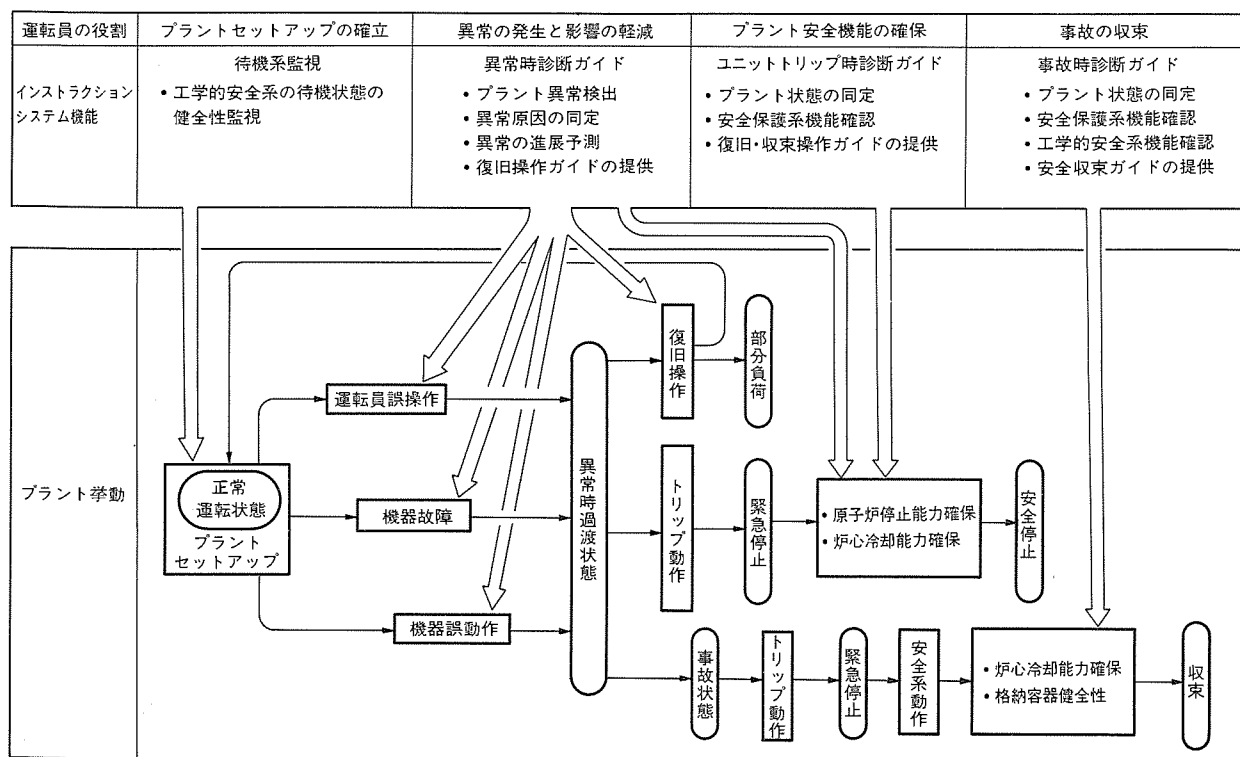 運転員の役割
プラントセットアップの確立
異常の発生と影響の軽減
プラント安全機能の確保
事故の収束
インストラクション
システム機能
待機系監視
• 工学的安全系の待機状態の
健全性監視
異常時診断ガイド
• プラント異常検出
• 異常原因の同定
• 異常の進展予測
• 復旧操作ガイドの提供
ユニットトリップ時診断ガイド
• プラント状態の同定
• 安全保護系機能確認
• 復旧・収束操作ガイドの提供
事故時診断ガイド
• プラント状態の同定
• 安全保護系機能確認
• 工学的安全系機能確認
• 安全収束ガイドの提供
プラント挙動
正常
運転状態
プラント
セットアップ
運転員誤操作
機器故障
機器誤動作
異常時過渡状態
復旧操作
部分負荷
トリップ動作
緊急停止
• 原子炉停止能力確保
• 炉心冷却能力確保
安全停止
事故状態
トリップ動作
緊急停止
安全系動作
• 炉心冷却能力確保
• 格納容器健全性
収束